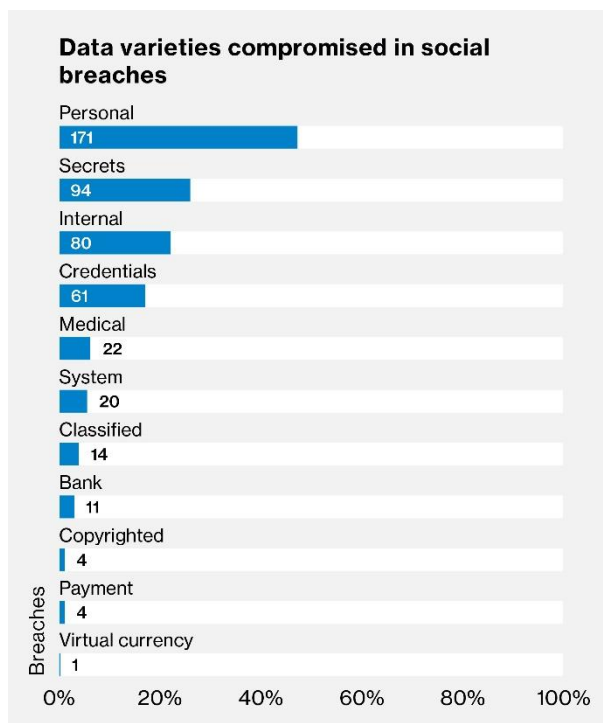 Data varieties compromised in social
breaches
Personal
171
Secrets
94
Internal
80
Credentials
61
Medical
22
System
20
Classified
14
Bank
11
Copyrighted
4
Payment
4
Virtual currency
1
Breaches
0% 20% 40% 60% 80% 100%